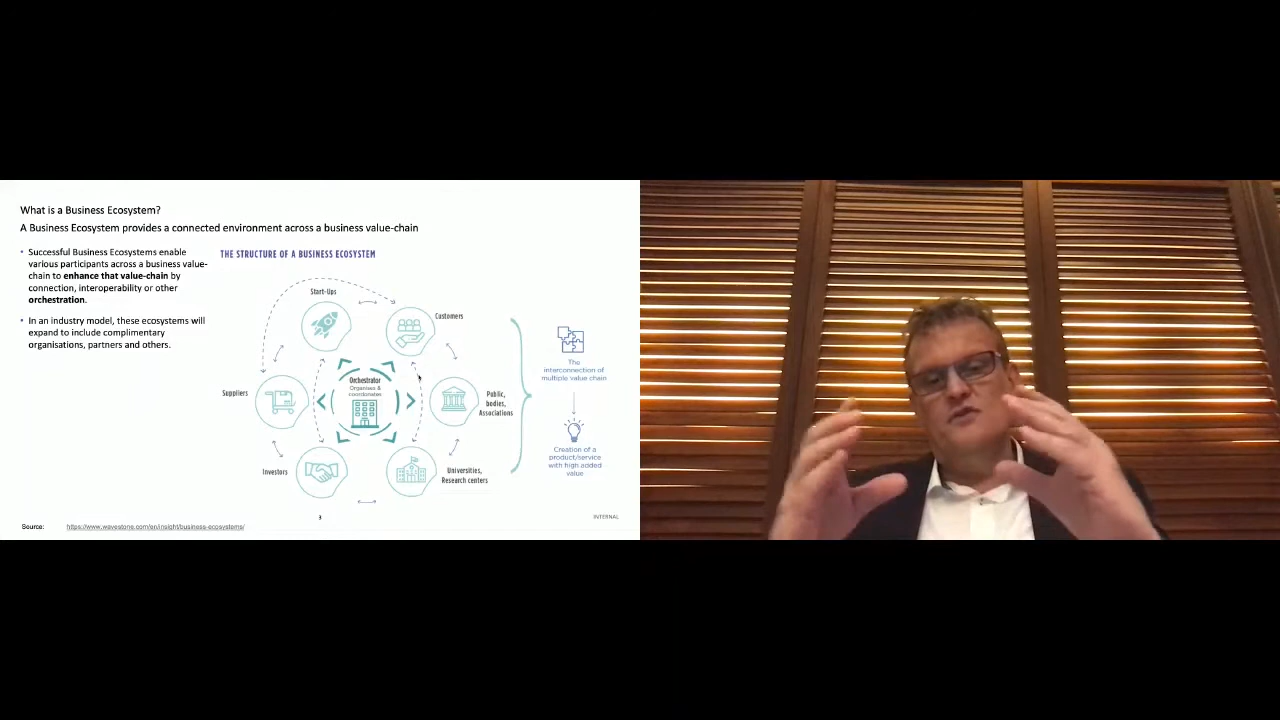 What is a Business Ecosystem?
A Business Ecosystem provides a connected environment across a business value-chain
• Successful Business Ecosystems enable
various participants across a business value-
chain to enhance that value-chain by
connection, interoperability or other
orchestration.
• In an industry model, these ecosystems will
expand to include complimentary
organisations, partners and others.
THE STRUCTURE OF A BUSINESS ECOSYSTEM
Start-Ups
Customers
Suppliers
Orchestrator
Organises &
coordinates
Public,
bodies,
Associations
Investors
Universities,
Research centers
The
interconnection of
multiple value chain
Creation of a
product/service
with high added
value
3
INTERNAL
Source: https://www.wavestone.com/en/insight/business-ecosystems/